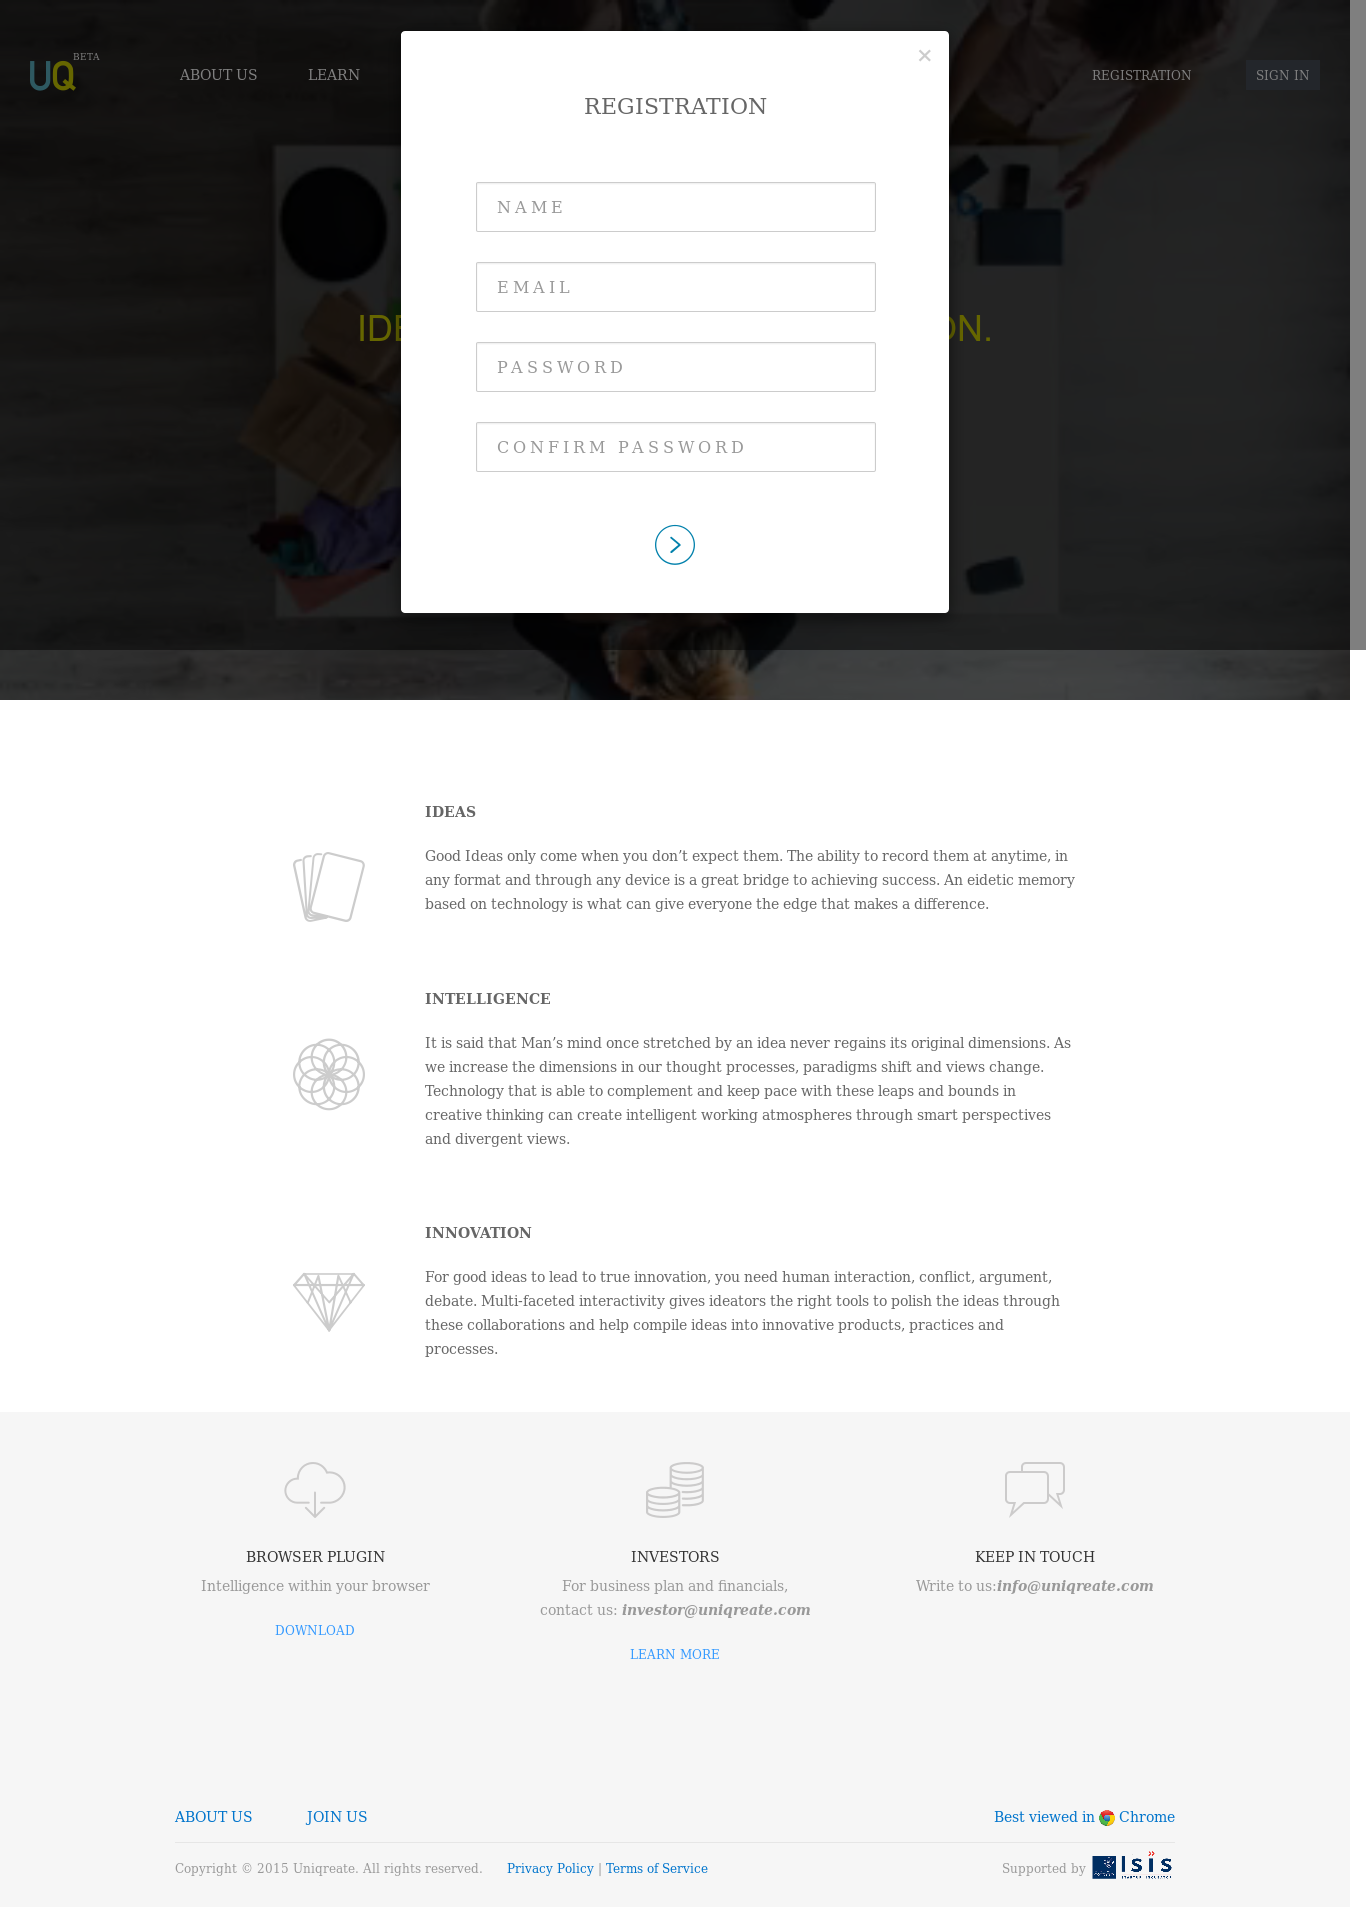 UQ BETA
ABOUT US
LEARN
REGISTRATION
SIGN IN
×
REGISTRATION
NAME
EMAIL
PASSWORD
CONFIRM PASSWORD
ON.
IDEAS
Good Ideas only come when you don’t expect them. The ability to record them at anytime, in
any format and through any device is a great bridge to achieving success. An eidetic memory
based on technology is what can give everyone the edge that makes a difference.
INTELLIGENCE
It is said that Man’s mind once stretched by an idea never regains its original dimensions. As
we increase the dimensions in our thought processes, paradigms shift and views change.
Technology that is able to complement and keep pace with these leaps and bounds in
creative thinking can create intelligent working atmospheres through smart perspectives
and divergent views.
INNOVATION
For good ideas to lead to true innovation, you need human interaction, conflict, argument,
debate. Multi-faceted interactivity gives ideators the right tools to polish the ideas through
these collaborations and help compile ideas into innovative products, practices and
processes.
BROWSER PLUGIN
Intelligence within your browser
DOWNLOAD
INVESTORS
For business plan and financials,
contact us: investor@uniqreate.com
LEARN MORE
KEEP IN TOUCH
Write to us:info@uniqreate.com
ABOUT US
JOIN US
Best viewed in Chrome
Copyright © 2015 Uniqreate. All rights reserved.
Privacy Policy | Terms of Service
Supported by Isis